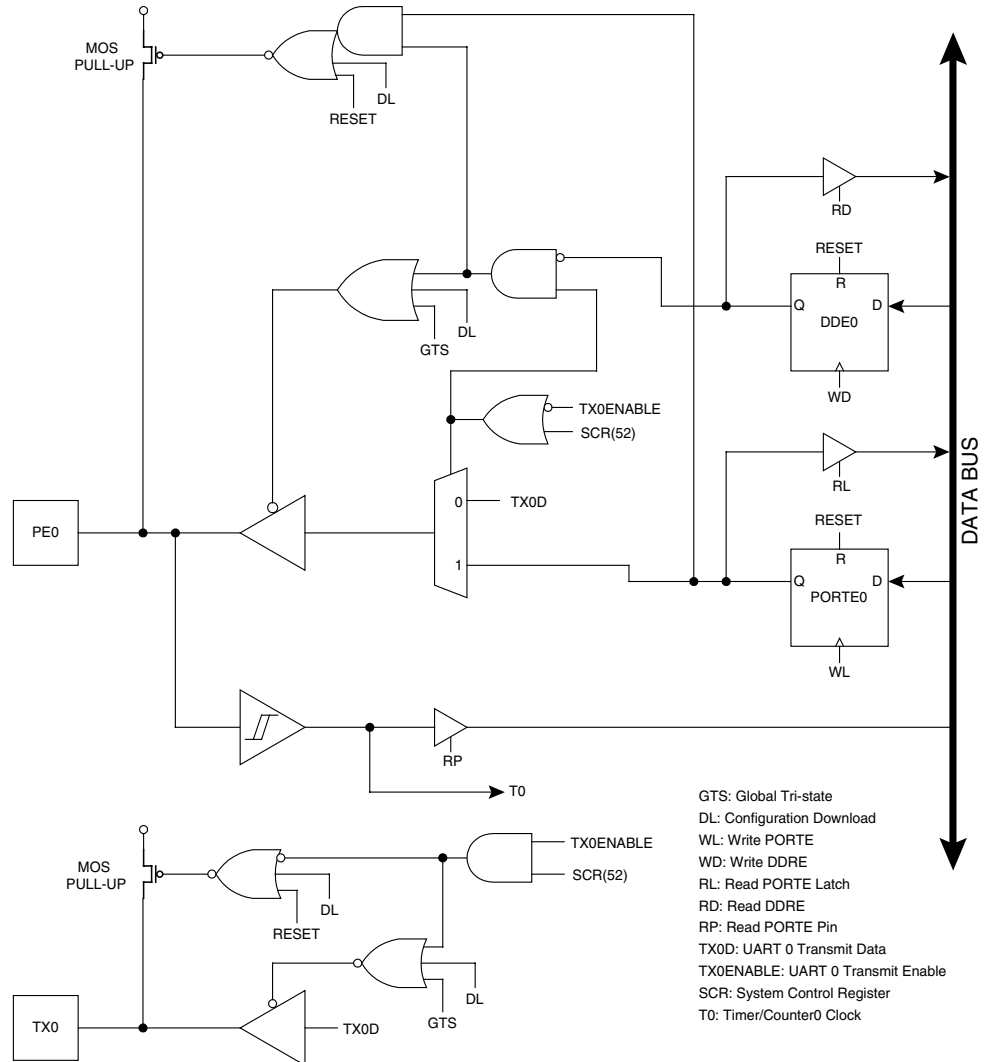 MOS
PULL-UP
DL
RESET
RD
RESET
R
Q
D
DDE0
WD
DL
GTS
TX0ENABLE
SCR(52)
RL
DATA BUS
0
TX0D
PE0
RESET
R
1
Q
D
PORTE0
WL
RP
T0
GTS: Global Tri-state
DL: Configuration Download
WL: Write PORTE
WD: Write DDRE
RL: Read PORTE Latch
RD: Read DDRE
RP: Read PORTE Pin
TX0D: UART 0 Transmit Data
TX0ENABLE: UART 0 Transmit Enable
SCR: System Control Register
T0: Timer/Counter0 Clock
MOS
PULL-UP
TX0ENABLE
SCR(52)
DL
RESET
DL
GTS
TX0
TX0D